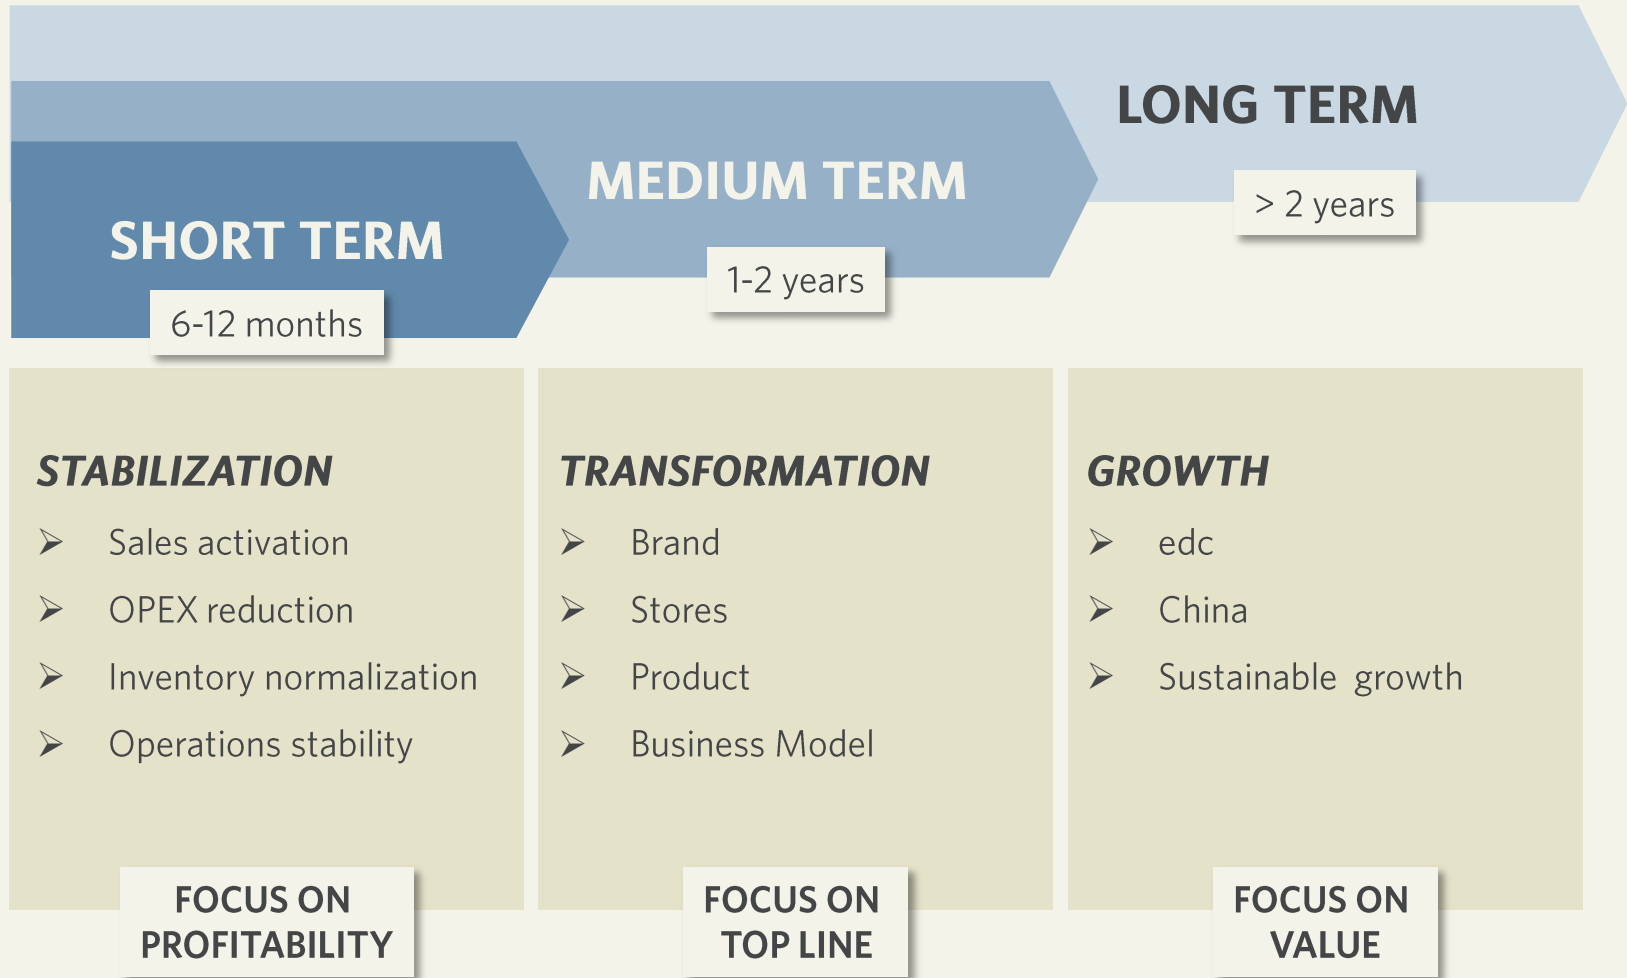 LONG TERM
> 2 years
MEDIUM TERM
1-2 years
SHORT TERM
6-12 months
STABILIZATION
➢ Sales activation
➢ OPEX reduction
➢ Inventory normalization
➢ Operations stability
FOCUS ON
PROFITABILITY
TRANSFORMATION
➢ Brand
➢ Stores
➢ Product
➢ Business Model
FOCUS ON
TOP LINE
GROWTH
➢ edc
➢ China
➢ Sustainable growth
FOCUS ON
VALUE